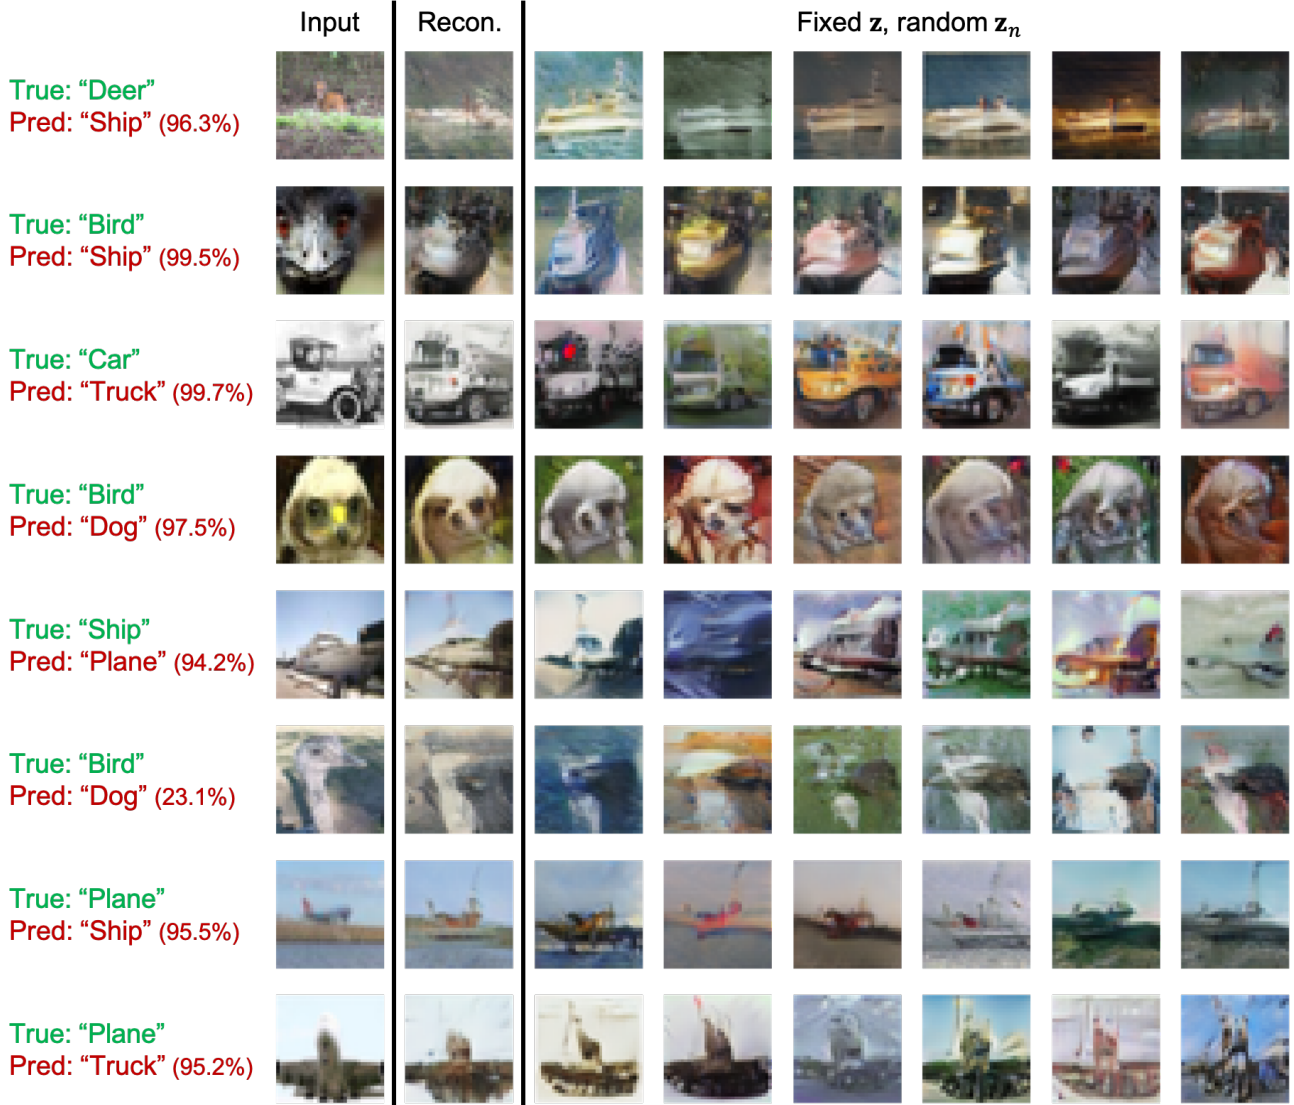 Input Recon. Fixed z, random zₙ
True: “Deer”
Pred: “Ship” (96.3%)
True: “Bird”
Pred: “Ship” (99.5%)
True: “Car”
Pred: “Truck” (99.7%)
True: “Bird”
Pred: “Dog” (97.5%)
True: “Ship”
Pred: “Plane” (94.2%)
True: “Bird”
Pred: “Dog” (23.1%)
True: “Plane”
Pred: “Ship” (95.5%)
True: “Plane”
Pred: “Truck” (95.2%)